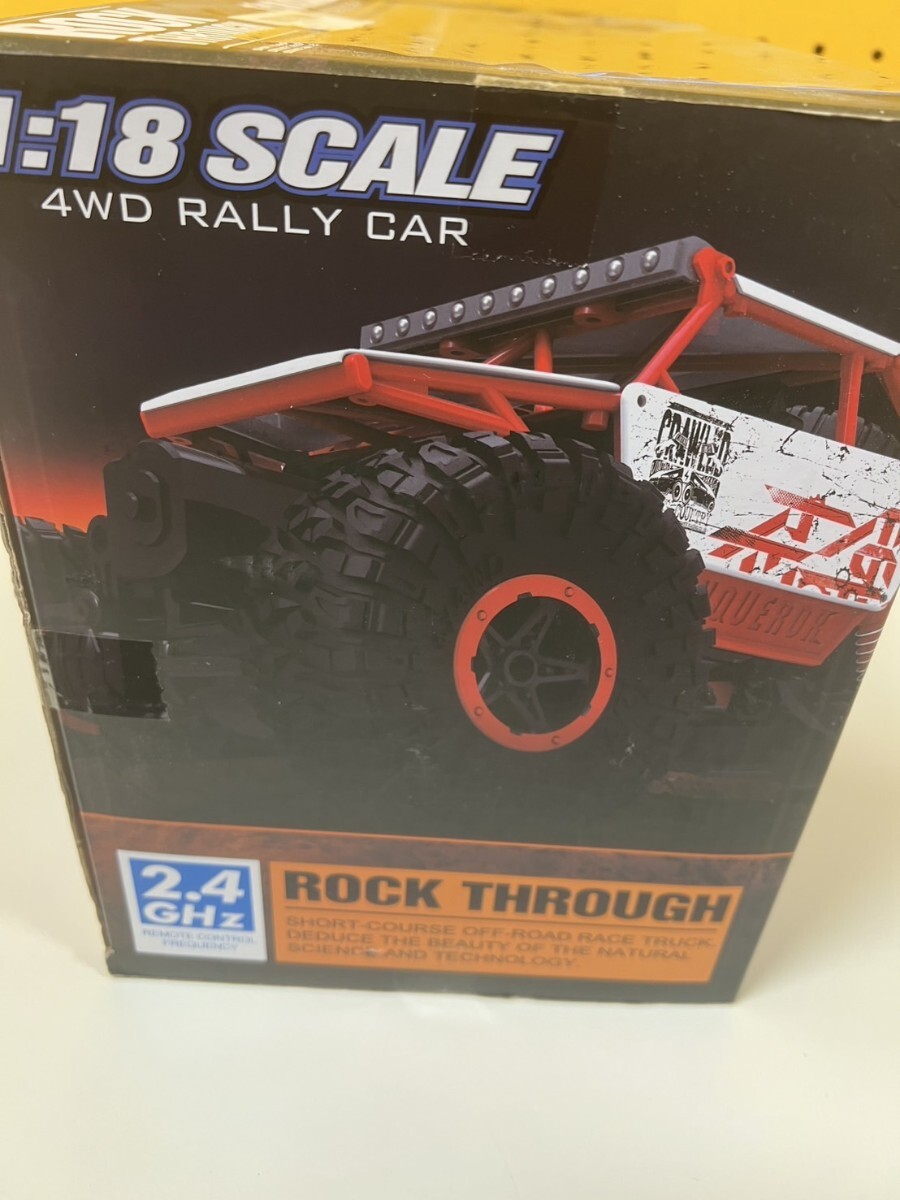 ROCK
1:18 SCALE
4WD RALLY CAR
CRAWLER
2.4
GHz
REMOTE CONTROL
FREQUENCY
ROCK THROUGH
SHORT-COURSE OFF-ROAD RACE TRUCK.
DEDUCE THE BEAUTY OF THE NATURAL
SCIENCE AND TECHNOLOGY.